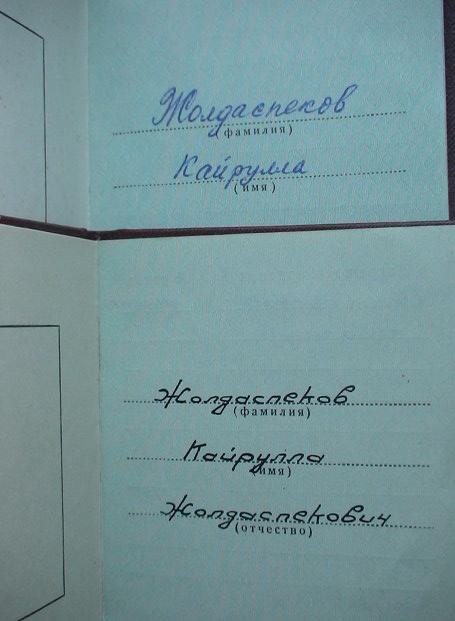 Жолдаспеков
(фамилия)
Кайрулла
(имя)
Жолдаспеков
(фамилия)
Кайрулла
(имя)
Жолдаспекович
(отчество)